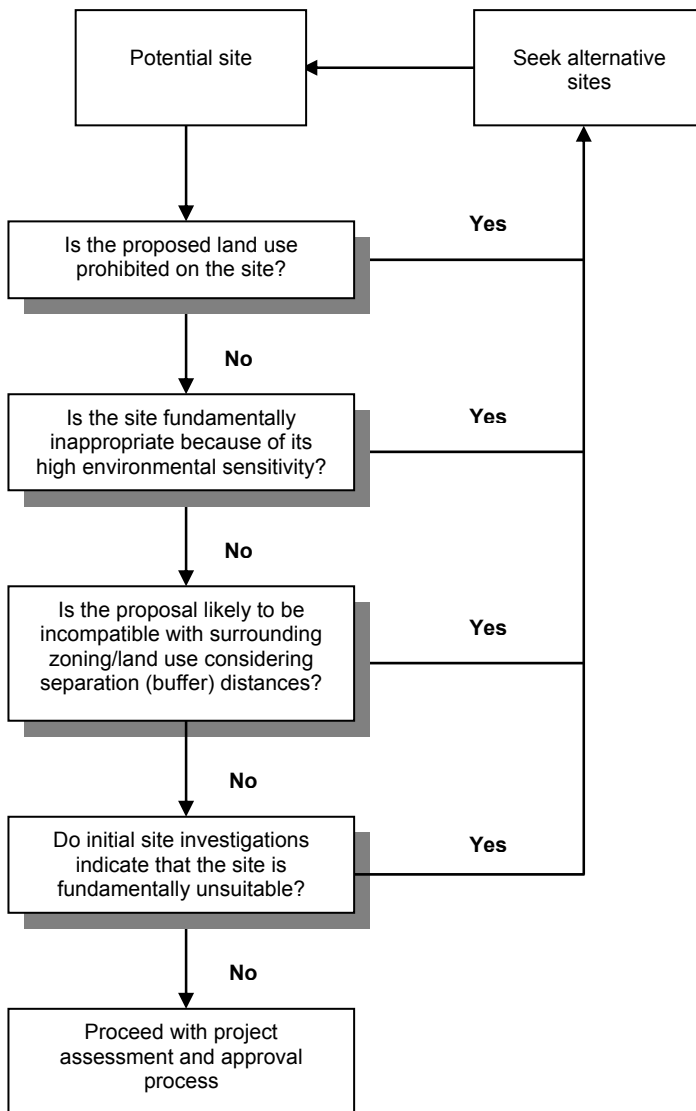 Potential site
Seek alternative
sites
Is the proposed land use
prohibited on the site?
Yes
No
Is the site fundamentally
inappropriate because of its
high environmental sensitivity?
Yes
No
Is the proposal likely to be
incompatible with surrounding
zoning/land use considering
separation (buffer) distances?
Yes
No
Do initial site investigations
indicate that the site is
fundamentally unsuitable?
Yes
No
Proceed with project
assessment and approval
process